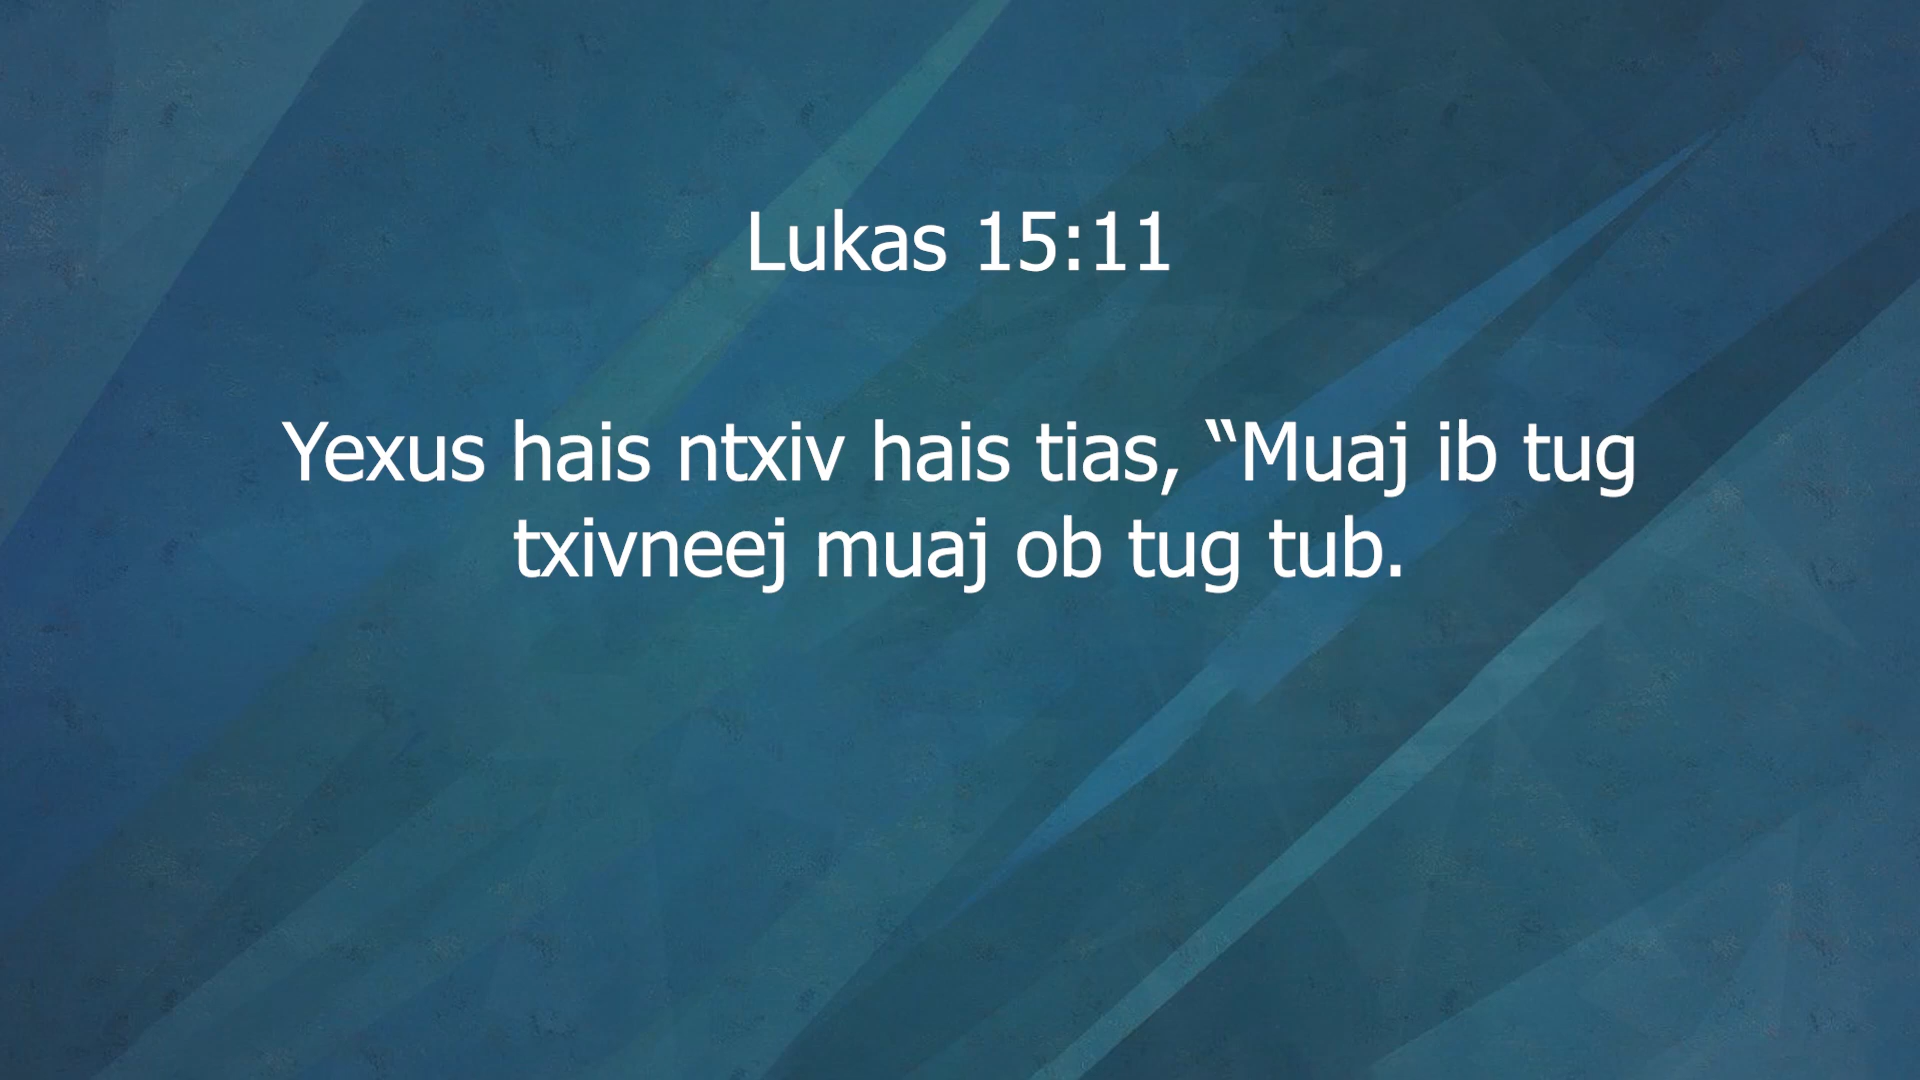 Lukas 15:11
Yexus hais ntxiv hais tias, “Muaj ib tug
txivneej muaj ob tug tub.